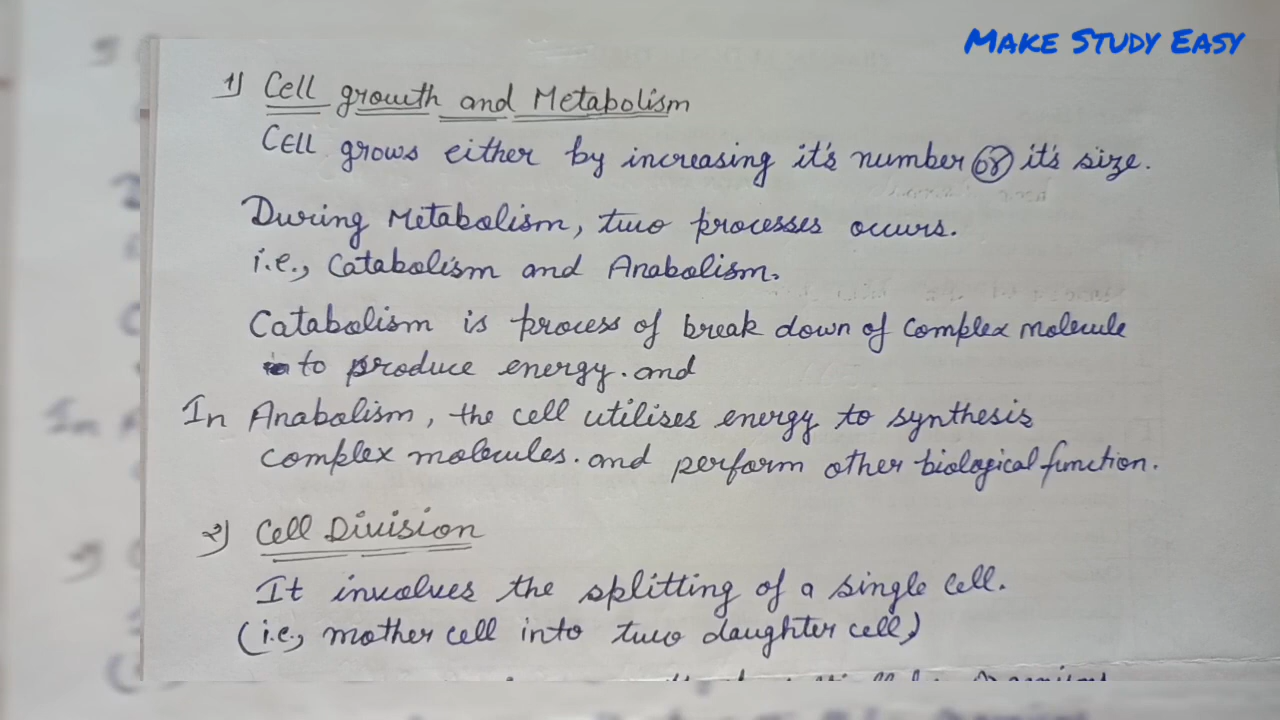 MAKE STUDY EASY
1) Cell growth and Metabolism
Cell grows either by increasing it's number or it's size.
During Metabolism, two processes occurs.
i.e., Catabolism and Anabolism.
Catabolism is process of break down of complex molecule
to produce energy. and
In Anabolism, the cell utilises energy to synthesis
complex molecules. and perform other biological function.
2) Cell Division
It involves the splitting of a single cell.
(i.e., mother cell into two daughter cell)